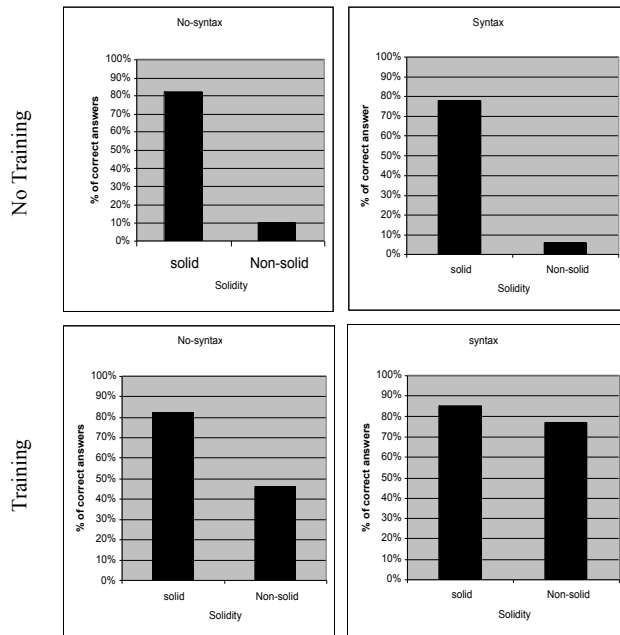 No Training
No-syntax
% of correct answers
100%
90%
80%
70%
60%
50%
40%
30%
20%
10%
0%
solid Non-solid
Solidity
Syntax
% of correct answer
100%
90%
80%
70%
60%
50%
40%
30%
20%
10%
0%
solid Non-solid
Solidity
Training
No-syntax
% of correct answers
100%
90%
80%
70%
60%
50%
40%
30%
20%
10%
0%
solid Non-solid
Solidity
syntax
% of correct answers
100%
90%
80%
70%
60%
50%
40%
30%
20%
10%
0%
solid Non-solid
Solidity